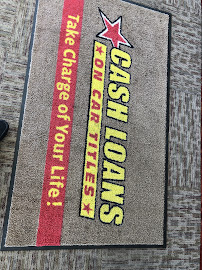 CASH LOANS
ON CAR TITLES
Take Charge of Your Life!